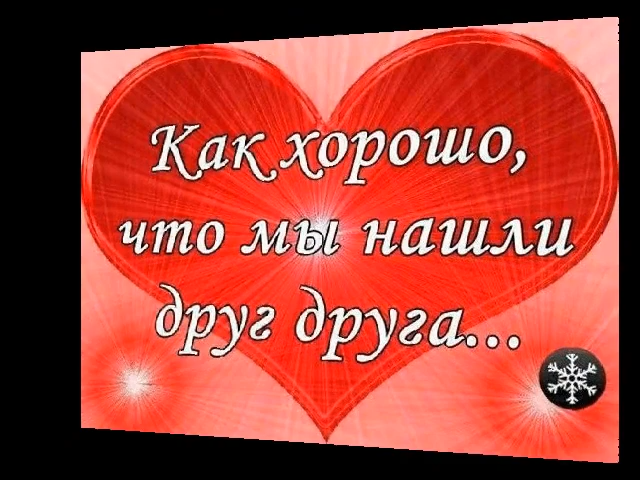 Как хорошо,
что мы нашли
друг друга...